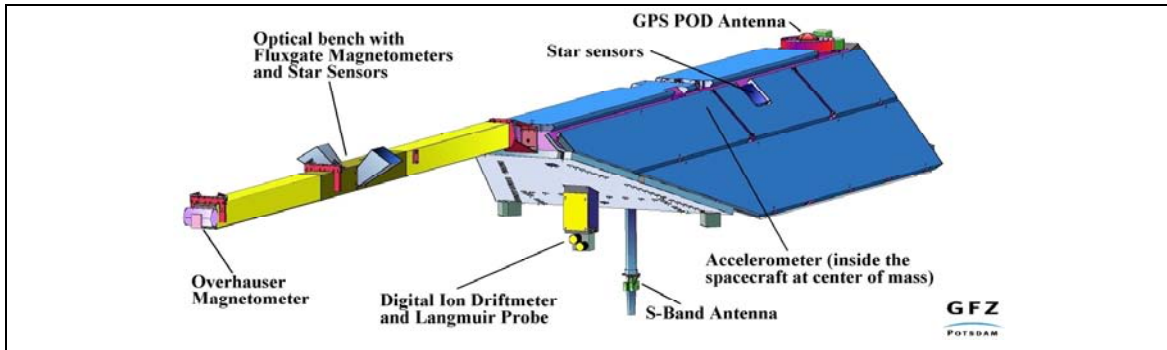 GPS POD Antenna
Optical bench with
Fluxgate Magnetometers
and Star Sensors
Star sensors
Overhauser
Magnetometer
Digital Ion Driftmeter
and Langmuir Probe
S-Band Antenna
Accelerometer (inside the
spacecraft at center of mass)
GFZ
POTSDAM